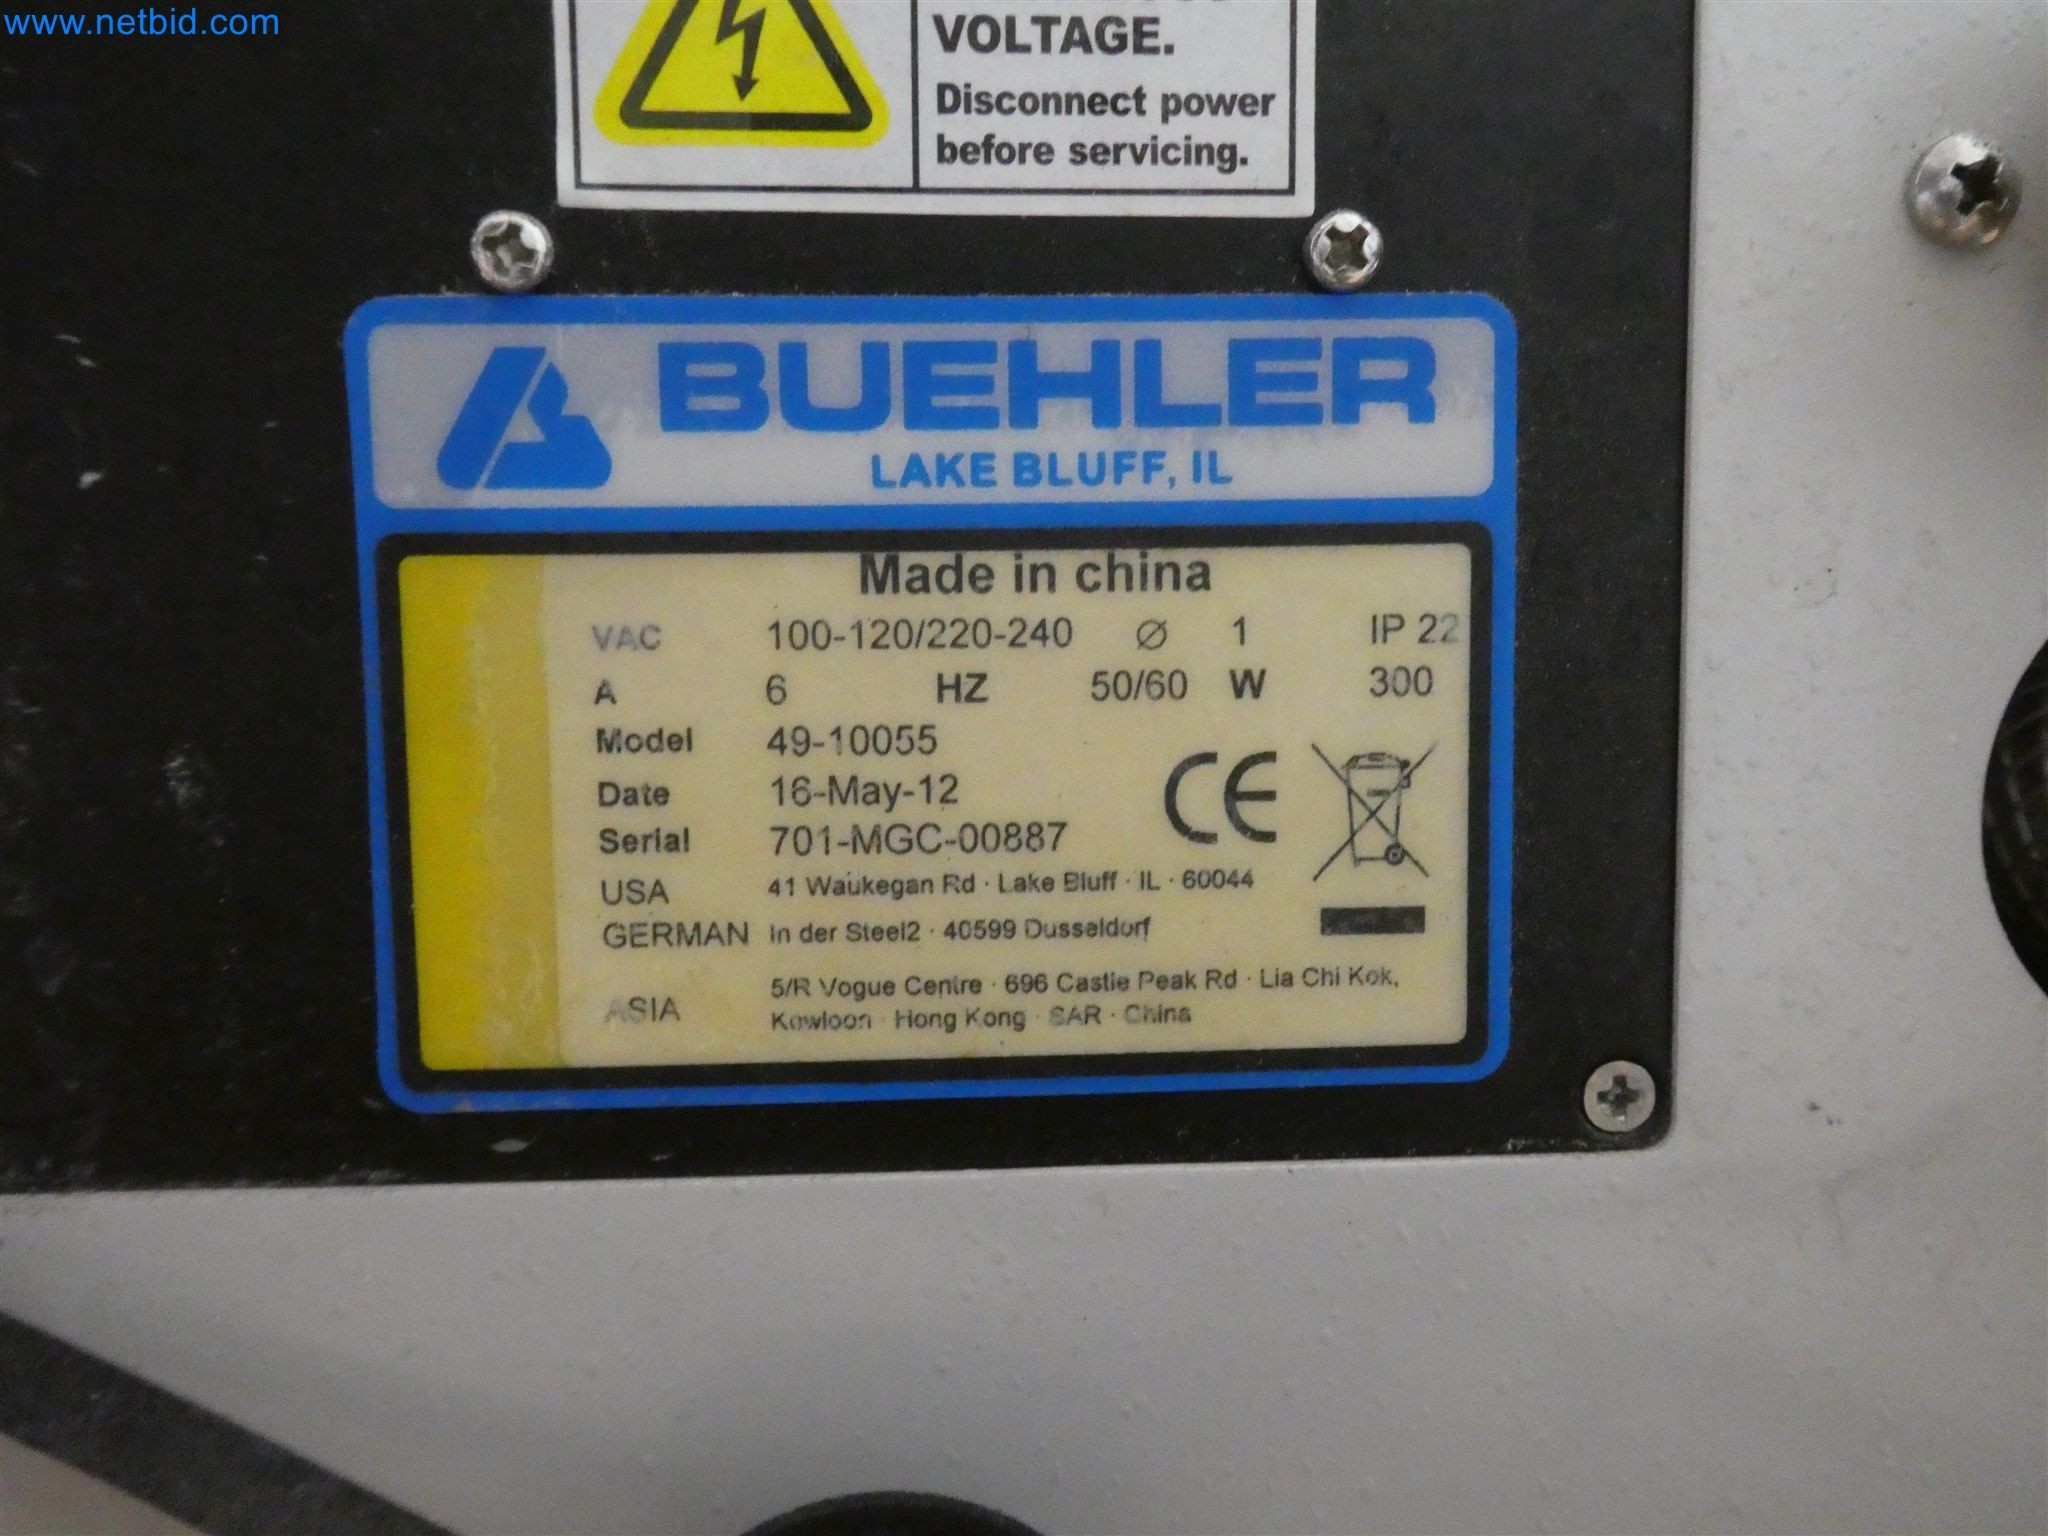 www.netbid.com
VOLTAGE.
Disconnect power
before servicing.
BUEHLER
LAKE BLUFF, IL
Made in china
VAC 100-120/220-240 Ø 1 IP 22
A 6 HZ 50/60 W 300
Model 49-10055
Date 16-May-12
Serial 701-MGC-00887
CE
USA 41 Waukegan Rd · Lake Bluff · IL · 60044
GERMAN In der Steel2 · 40599 Dusseldorf
ASIA 5/R Vogue Centre · 696 Castle Peak Rd · Lia Chi Kok,
Kowloon · Hong Kong · SAR · China